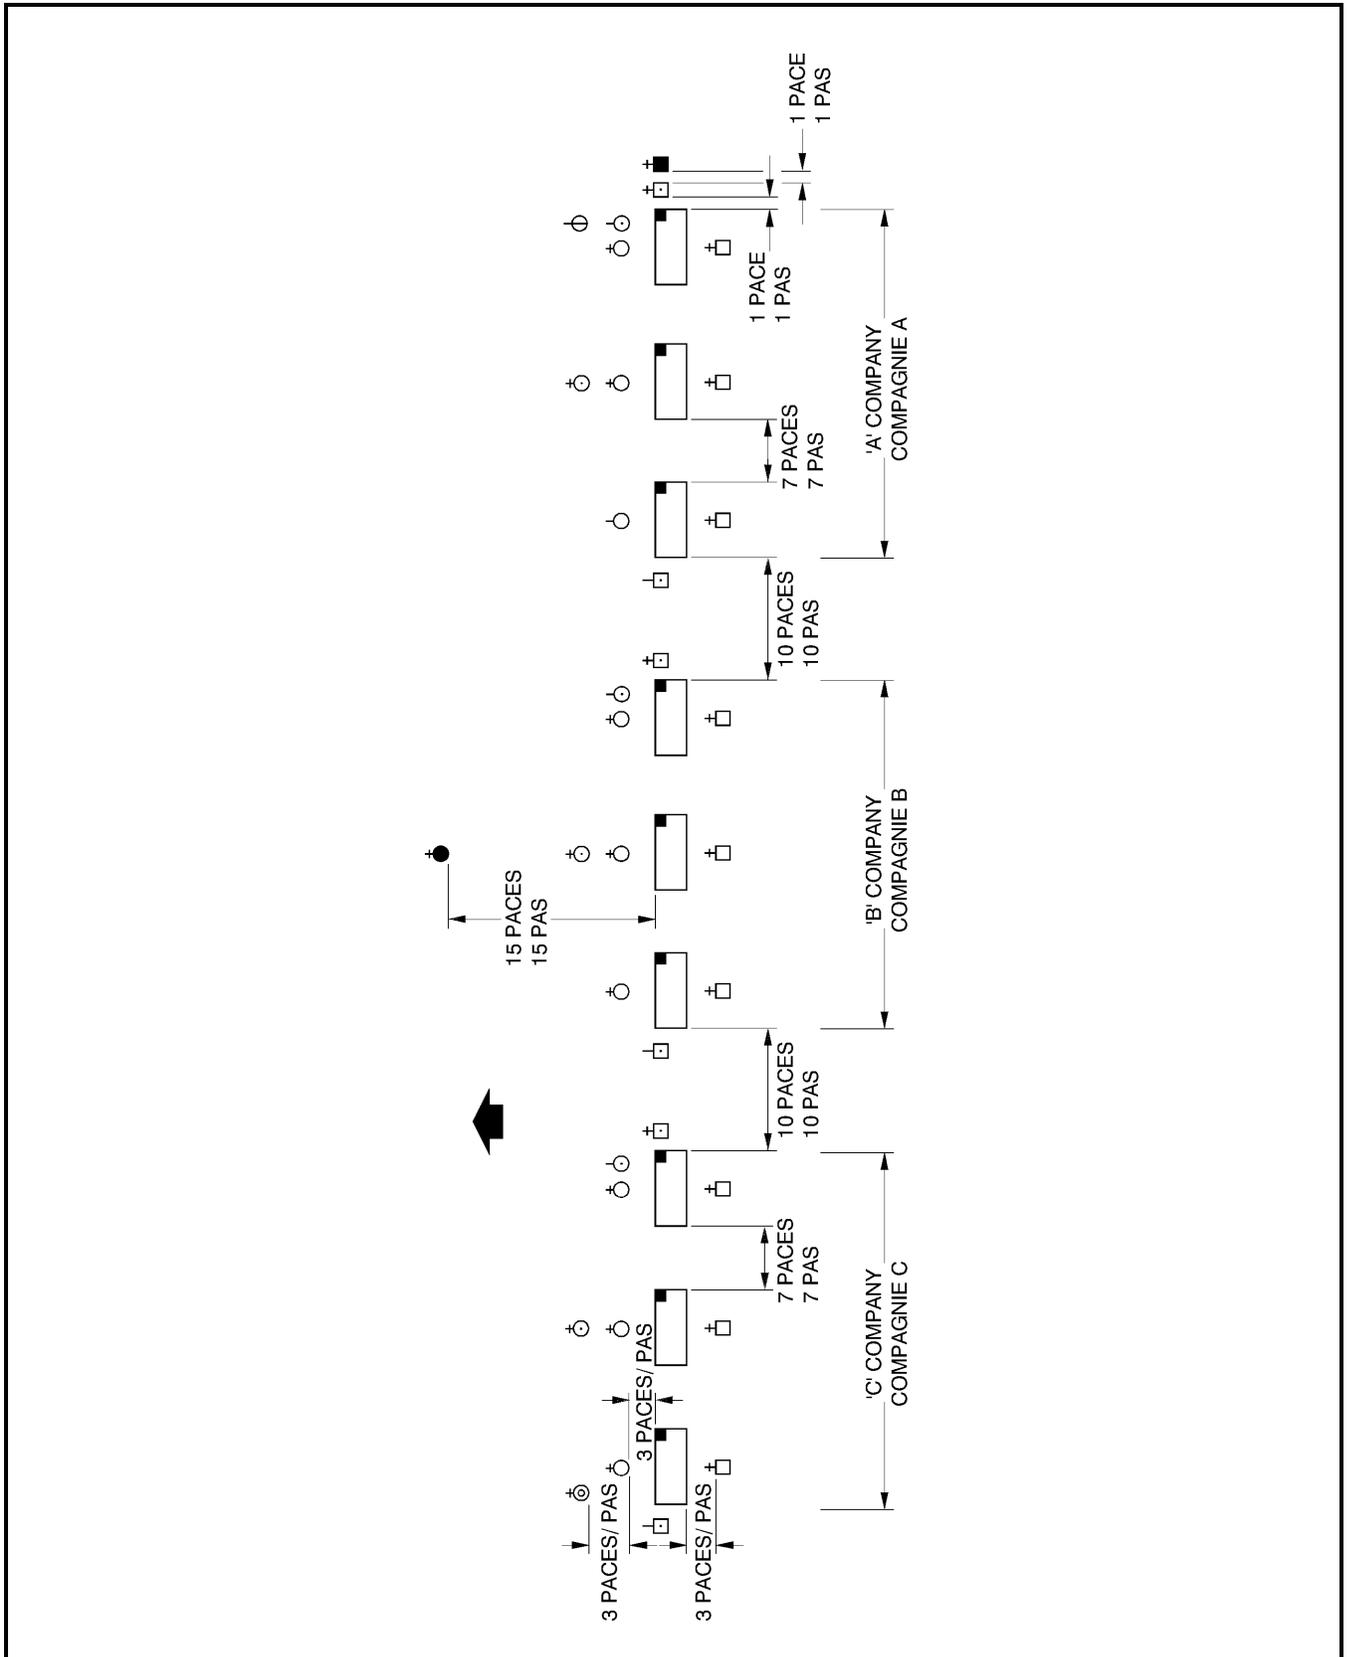 1 PACE
1 PAS
1 PACE
1 PAS
'A' COMPANY
COMPAGNIE A
7 PACES
7 PAS
10 PACES
10 PAS
'B' COMPANY
COMPAGNIE B
15 PACES
15 PAS
10 PACES
10 PAS
7 PACES
7 PAS
'C' COMPANY
COMPAGNIE C
3 PACES/ PAS
3 PACES/ PAS
3 PACES/ PAS